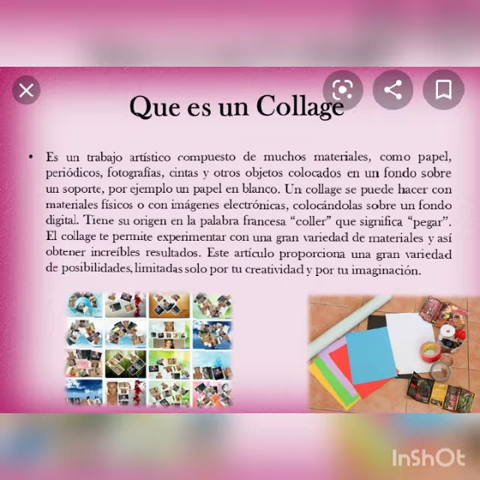 Que es un Collage
• Es un trabajo artístico compuesto de muchos materiales, como papel,
periódicos, fotografías, cintas y otros objetos colocados en un fondo sobre
un soporte, por ejemplo un papel en blanco. Un collage se puede hacer con
materiales físicos o con imágenes electrónicas, colocándolas sobre un fondo
digital. Tiene su origen en la palabra francesa “coller” que significa “pegar”.
El collage te permite experimentar con una gran variedad de materiales y así
obtener increíbles resultados. Este artículo proporciona una gran variedad
de posibilidades, limitadas solo por tu creatividad y por tu imaginación.
InShOt